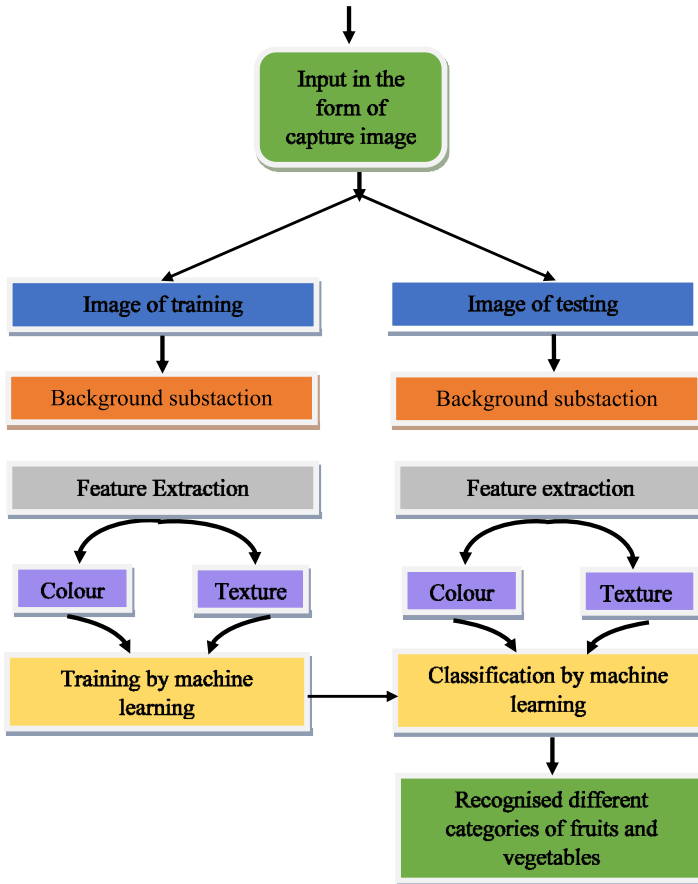 Input in the
form of
capture image
Image of training
Image of testing
Background substaction
Background substaction
Feature Extraction
Feature extraction
Colour
Texture
Colour
Texture
Training by machine
learning
Classification by machine
learning
Recognised different
categories of fruits and
vegetables